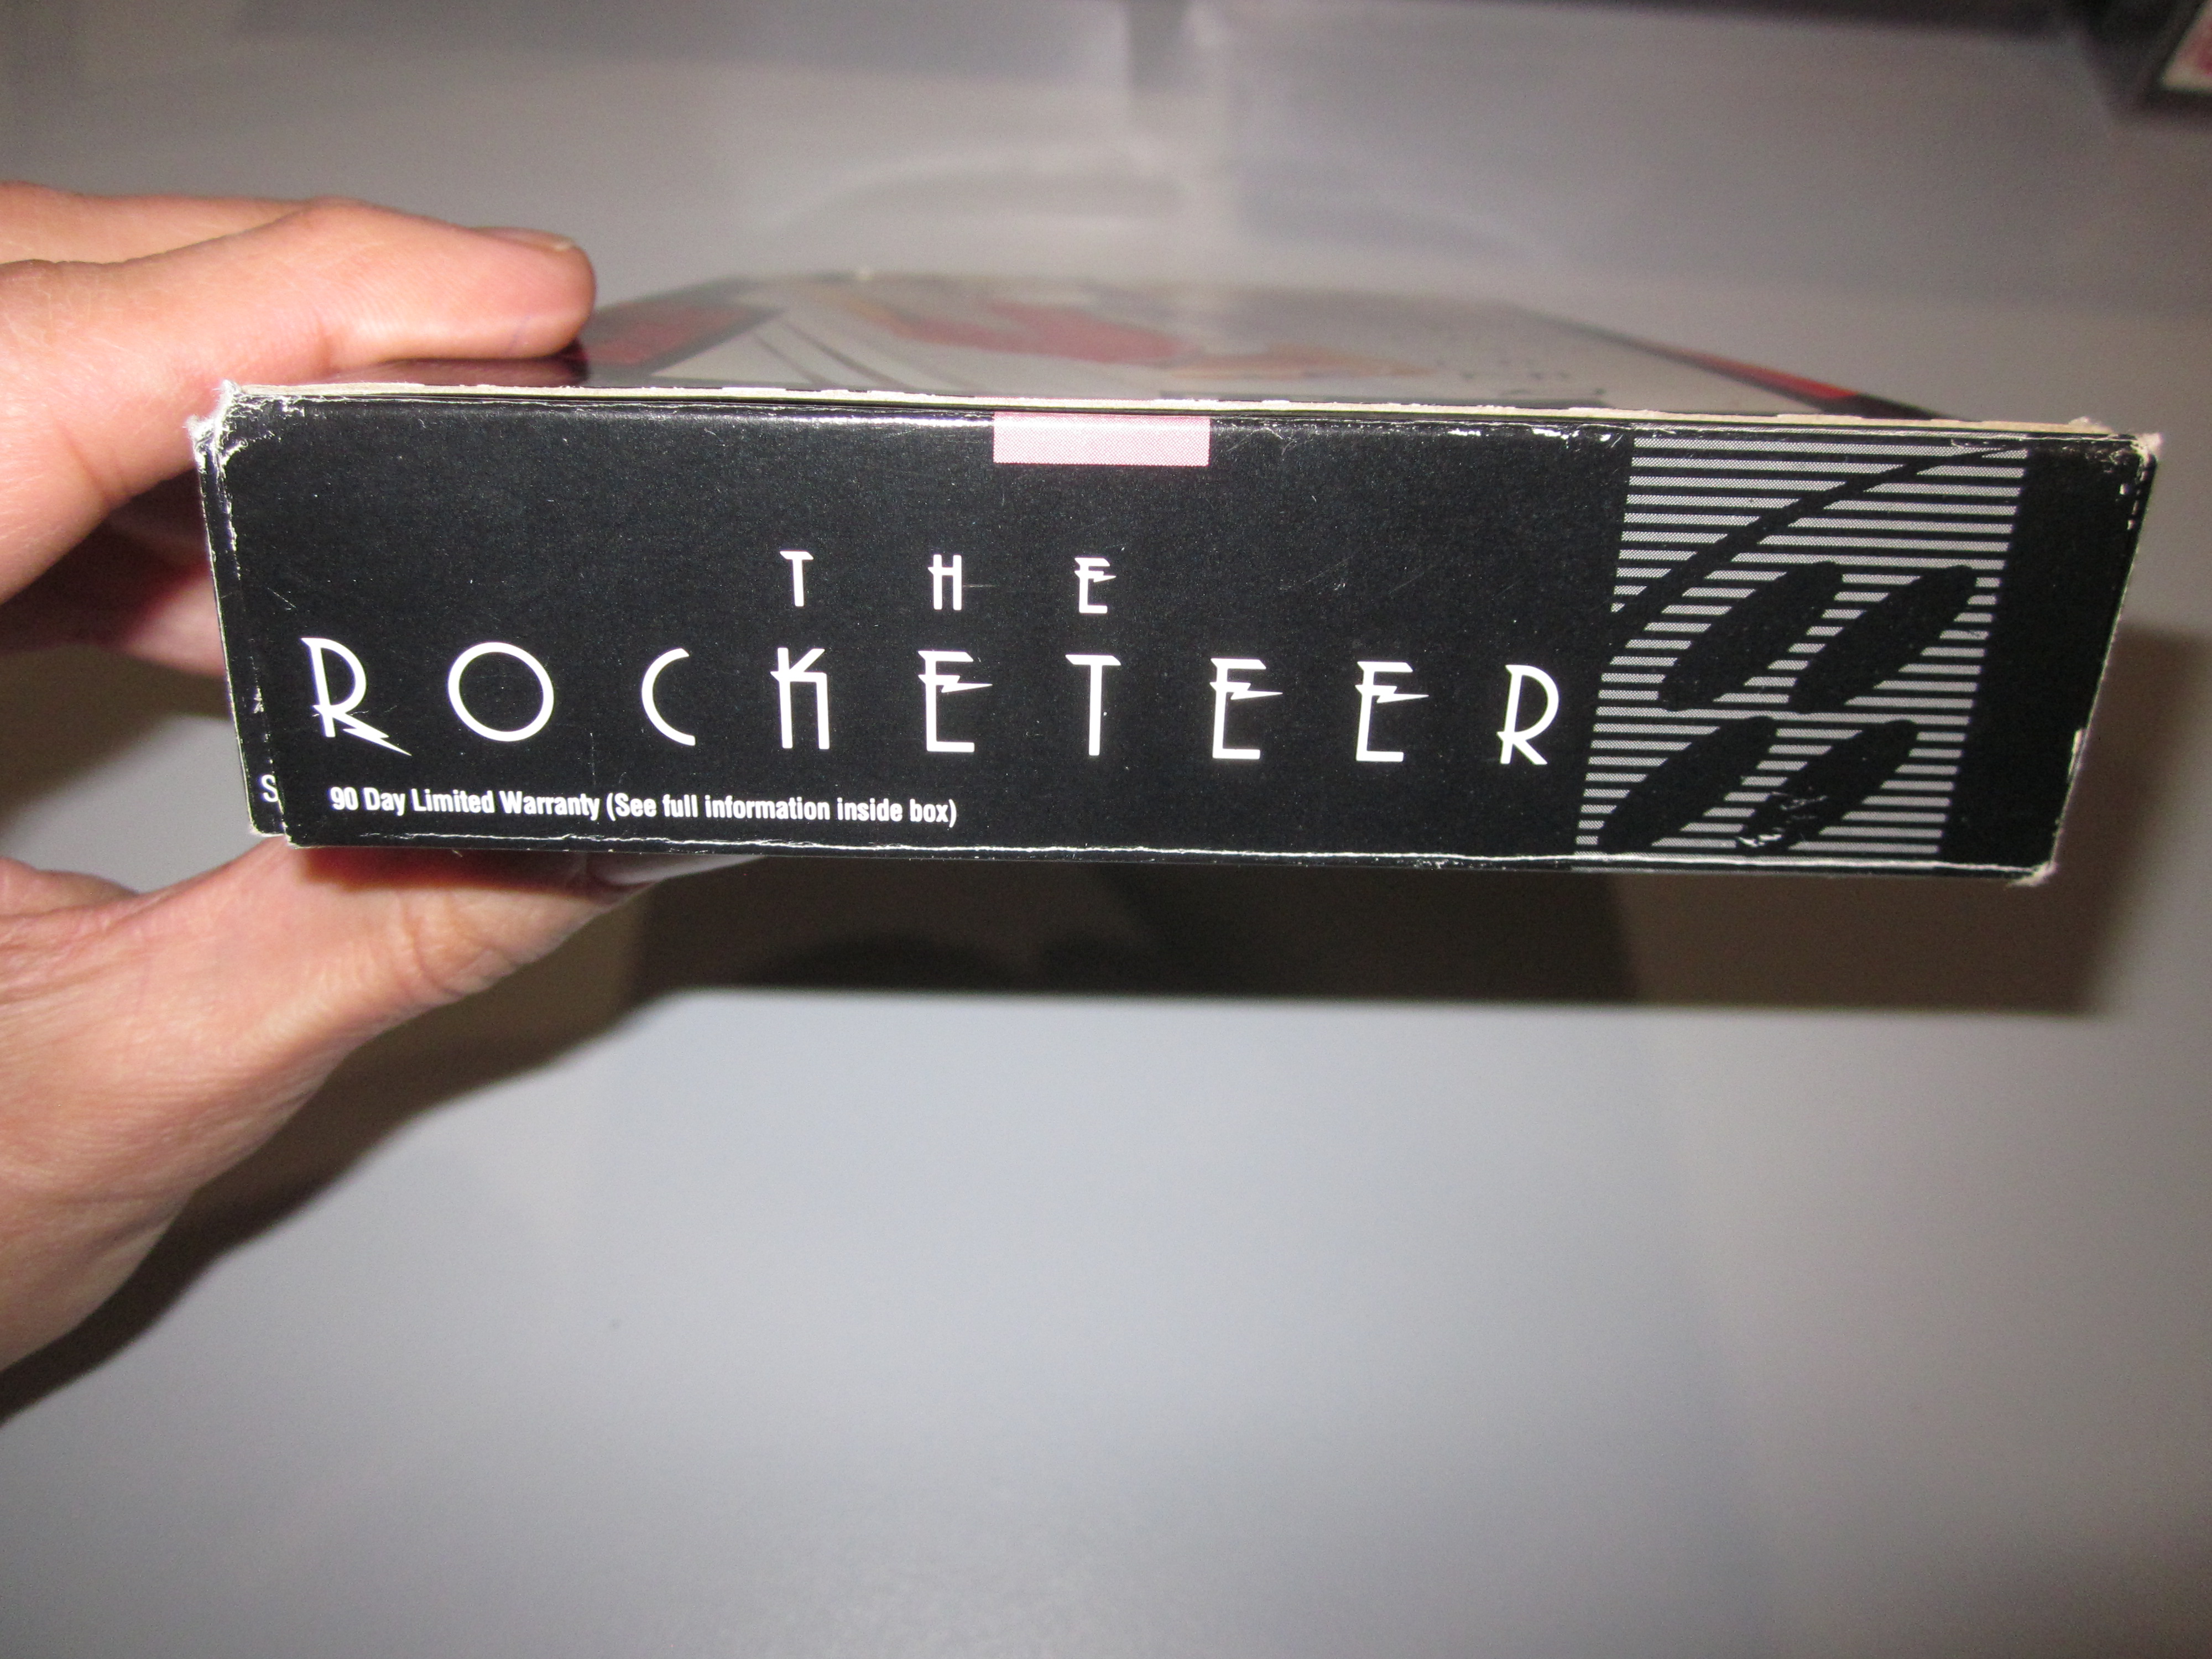 THE
ROCKETEER
90 Day Limited Warranty (See full information inside box)
S